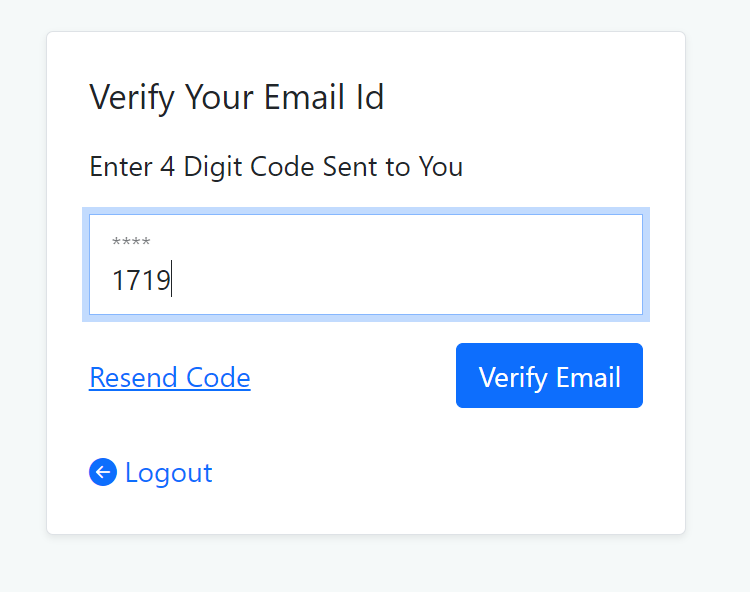 Verify Your Email Id
Enter 4 Digit Code Sent to You
****
1719
Resend Code
Verify Email
Logout